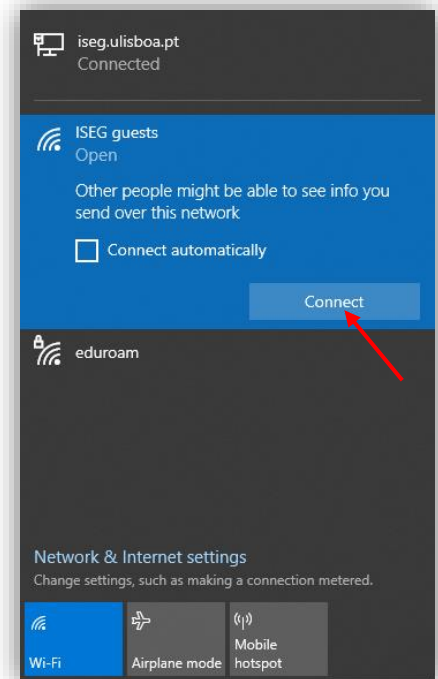 iseg.ulisboa.pt
Connected
ISEG guests
Open
Other people might be able to see info you
send over this network
Connect automatically
Connect
eduroam
Network & Internet settings
Change settings, such as making a connection metered.
Wi-Fi
Airplane mode
Mobile
hotspot